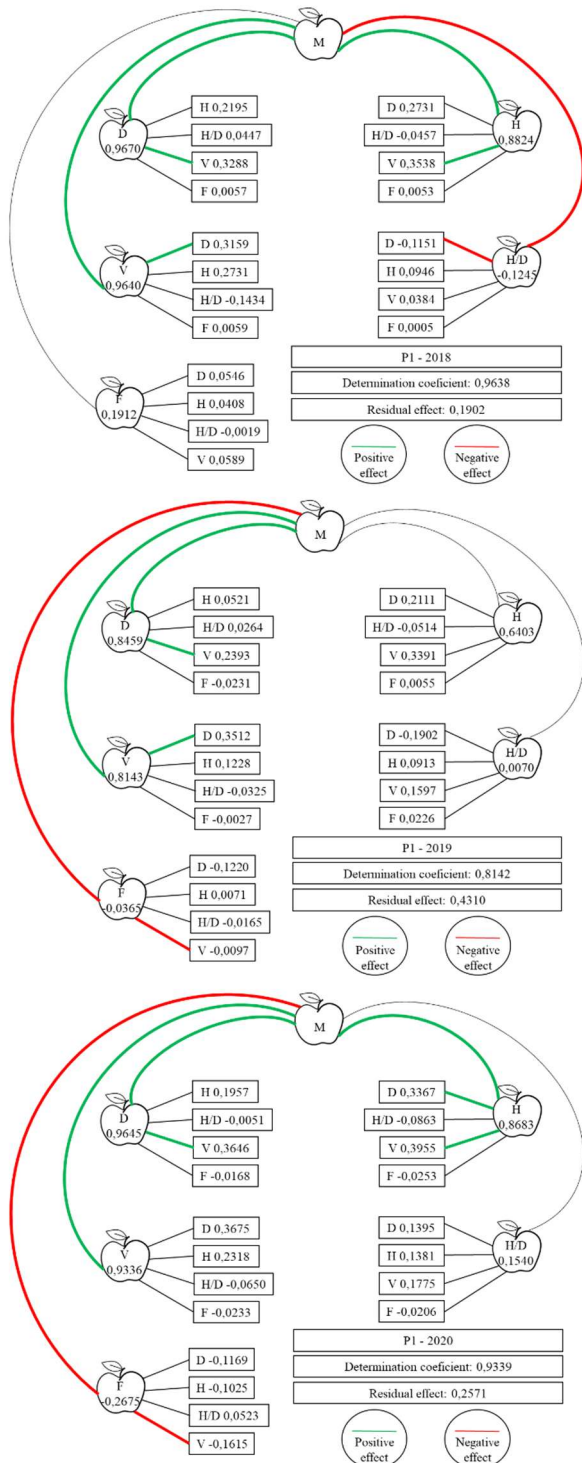 M
D
0,9670
H 0,2195
H/D 0,0447
V 0,3288
F 0,0057
H
0,8824
D 0,2731
H/D -0,0457
V 0,3538
F 0,0053
V
0,9640
D 0,3159
H 0,2731
H/D -0,1434
F 0,0059
H/D
-0,1245
D -0,1151
H 0,0946
V 0,0384
F 0,0005
F
0,1912
D 0,0546
H 0,0408
H/D -0,0019
V 0,0589
P1 - 2018
Determination coeficient: 0,9638
Residual effect: 0,1902
Positive
effect
Negative
effect
M
D
0,8459
H 0,0521
H/D 0,0264
V 0,2393
F -0,0231
H
0,6403
D 0,2111
H/D -0,0514
V 0,3391
F 0,0055
V
0,8143
D 0,3512
H 0,1228
H/D -0,0325
F -0,0027
H/D
0,0070
D -0,1902
H 0,0913
V 0,1597
F 0,0226
F
-0,0365
D -0,1220
H 0,0071
H/D -0,0165
V -0,0097
P1 - 2019
Determination coefficient: 0,8142
Residual effect: 0,4310
Positive
effect
Negative
effect
M
D
0,9645
H 0,1957
H/D -0,0051
V 0,3646
F -0,0168
H
0,8683
D 0,3367
H/D -0,0863
V 0,3955
F -0,0253
V
0,9336
D 0,3675
H 0,2318
H/D -0,0650
F -0,0233
H/D
0,1540
D 0,1395
H 0,1381
V 0,1775
F -0,0206
F
-0,2675
D -0,1169
H -0,1025
H/D 0,0523
V -0,1615
P1 - 2020
Determination coefficient: 0,9339
Residual effect: 0,2571
Positive
effect
Negative
effect